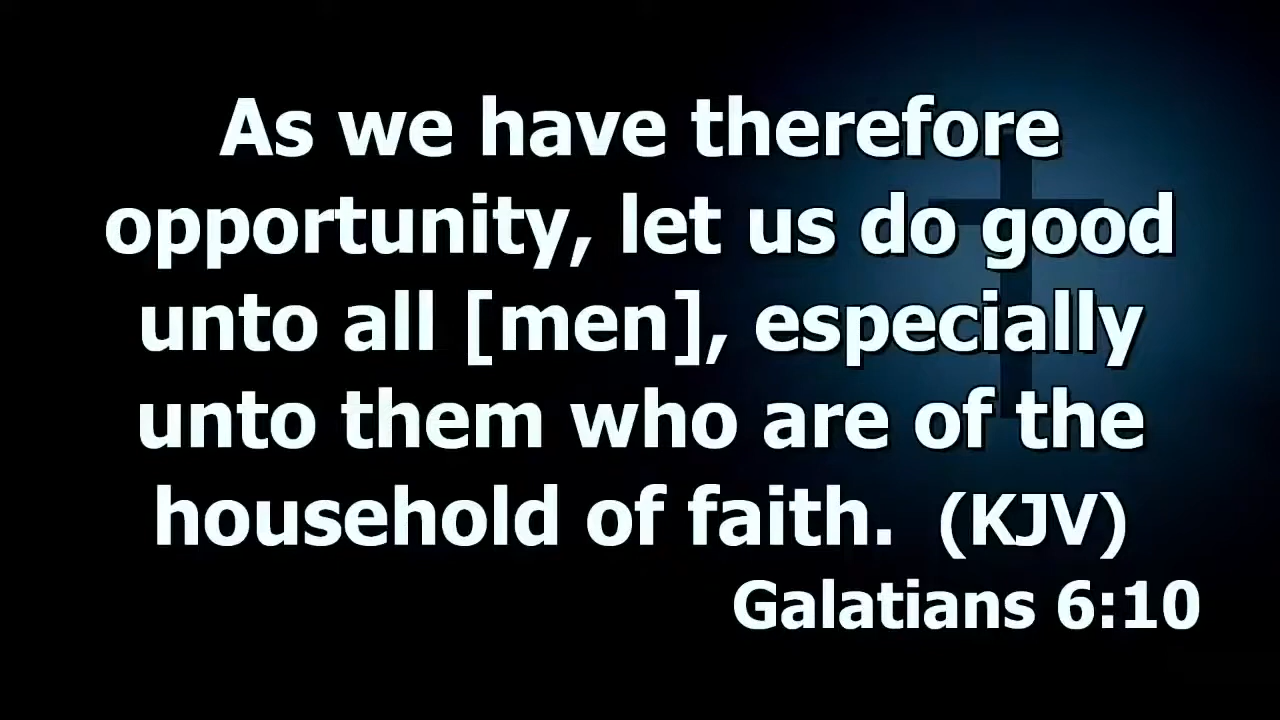 As we have therefore
opportunity, let us do good
unto all [men], especially
unto them who are of the
household of faith.  (KJV)
Galatians 6:10